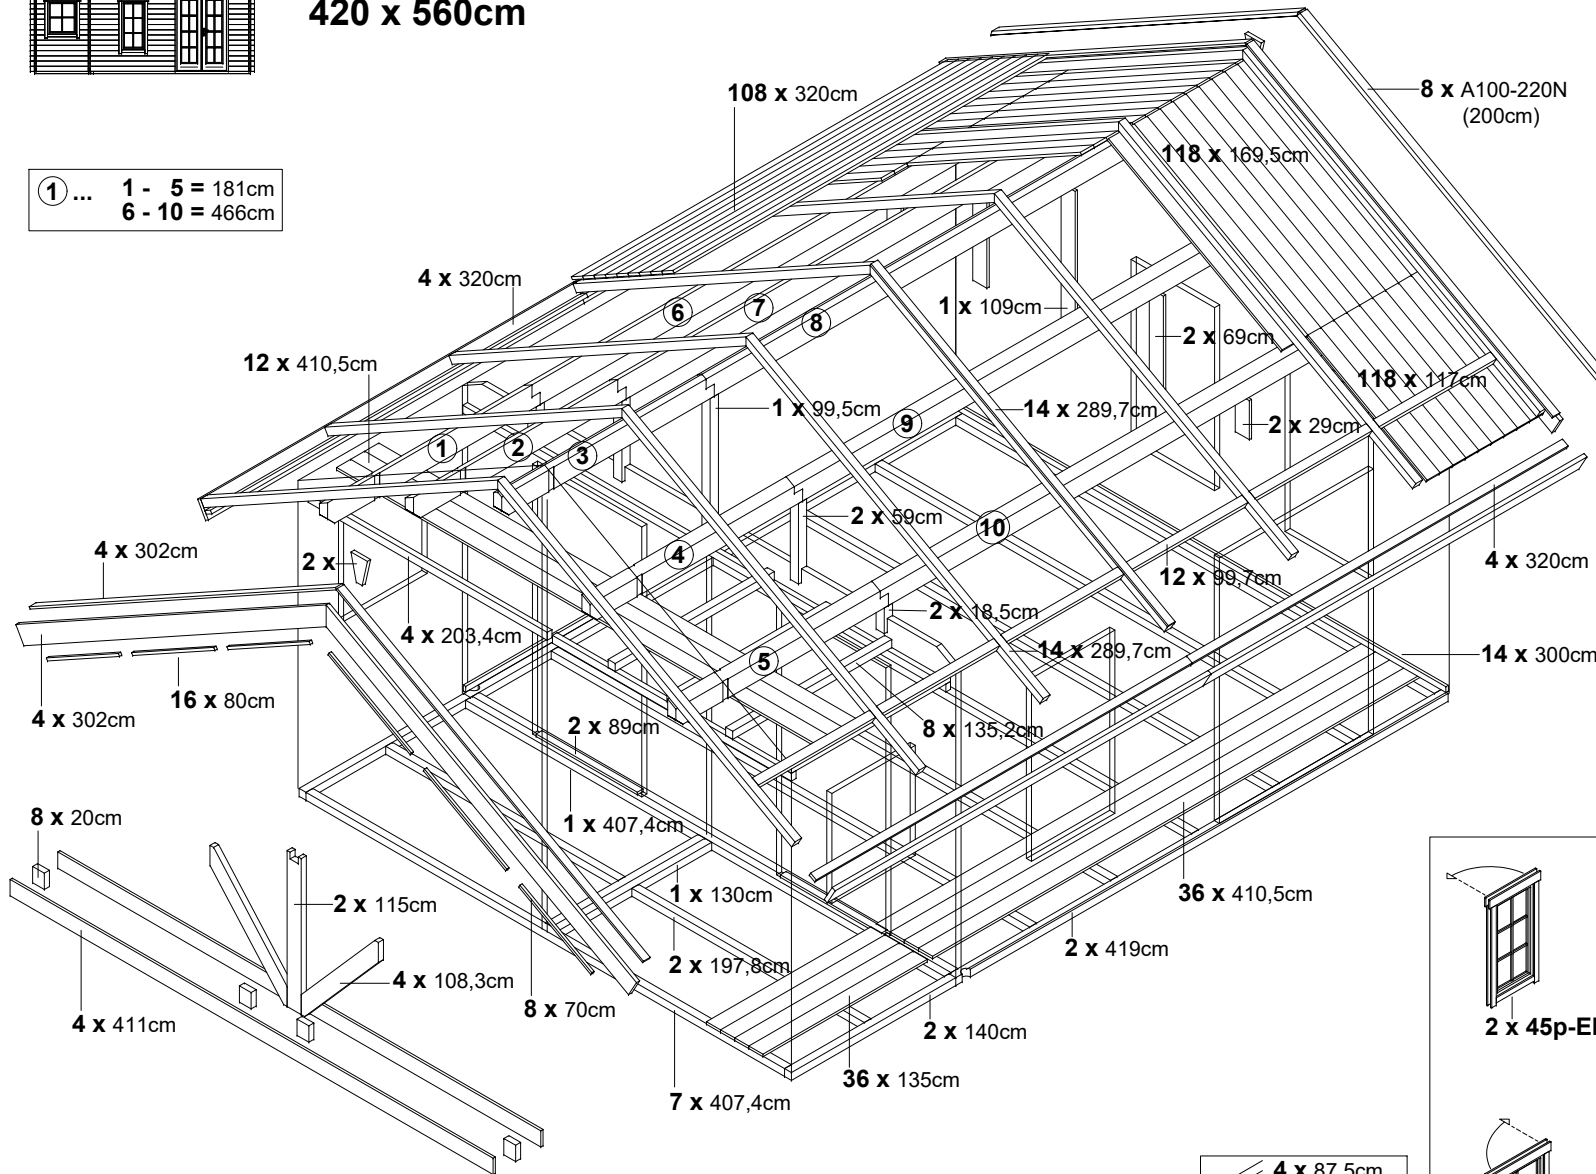 420 x 560cm
1 ... 1 - 5 = 181cm
6 - 10 = 466cm
108 x 320cm
8 x A100-220N
(200cm)
118 x 169,5cm
4 x 320cm
6
7
8
1 x 109cm
2 x 69cm
12 x 410,5cm
118 x 117cm
1 x 99,5cm
14 x 289,7cm
9
2 x 29cm
1
2
3
2 x 59cm
10
4 x 302cm
2 x
4
12 x 99,7cm
4 x 320cm
2 x 18,5cm
4 x 203,4cm
14 x 289,7cm
14 x 300cm
5
16 x 80cm
4 x 302cm
2 x 89cm
8 x 135,2cm
8 x 20cm
1 x 407,4cm
1 x 130cm
36 x 410,5cm
2 x 115cm
2 x 419cm
2 x 197,8cm
4 x 108,3cm
8 x 70cm
4 x 411cm
2 x 140cm
2 x 45p-
36 x 135cm
7 x 407,4cm
4 x 87,5cm